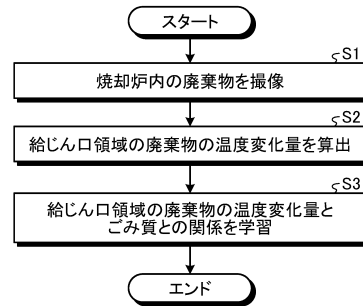 スタート
S1
焼却炉内の廃棄物を撮像
S2
給じん口領域の廃棄物の温度変化量を算出
S3
給じん口領域の廃棄物の温度変化量と
ごみ質との関係を学習
エンド